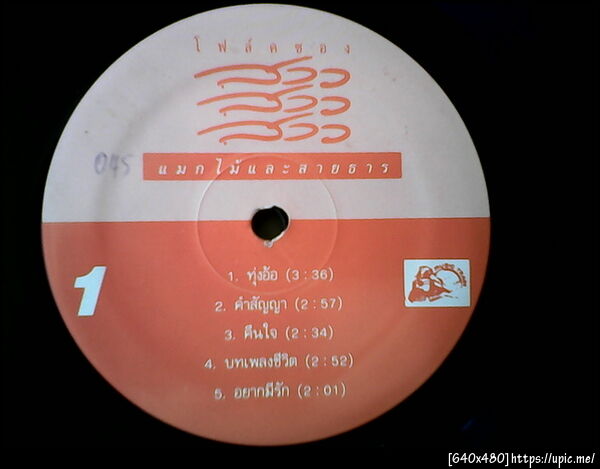 โฟล์คซอง
สาว
สาว
สาว
045
แมกไม้และสายธาร
1
1. ทุ่งอ้อ (3:36)
2. คำสัญญา (2:57)
3. คืนใจ (2:34)
4. บทเพลงชีวิต (2:52)
5. อยากมีรัก (2:01)
[640x480]https://upic.me/